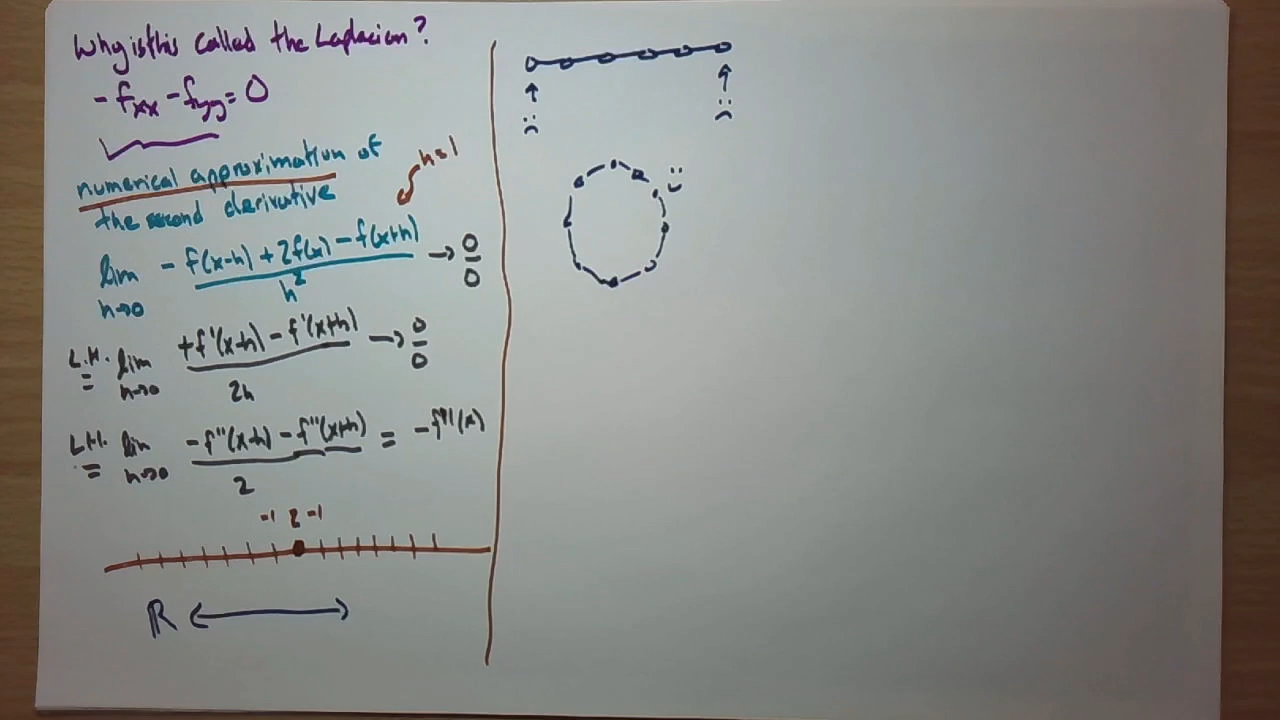 Why is this called the Laplacian?
-fxx - fyy = 0
numerical approximation of
the second derivative
h=1
lim h→0 -f(x-h) + 2f(x) - f(x+h) / h² → 0/0
L.H. = lim h→0 +f'(x-h) - f'(x+h) / 2h → 0/0
L.H. = lim h→0 -f''(x-h) - f''(x+h) / 2 = -f''(x)
-1 2 -1
ℝ